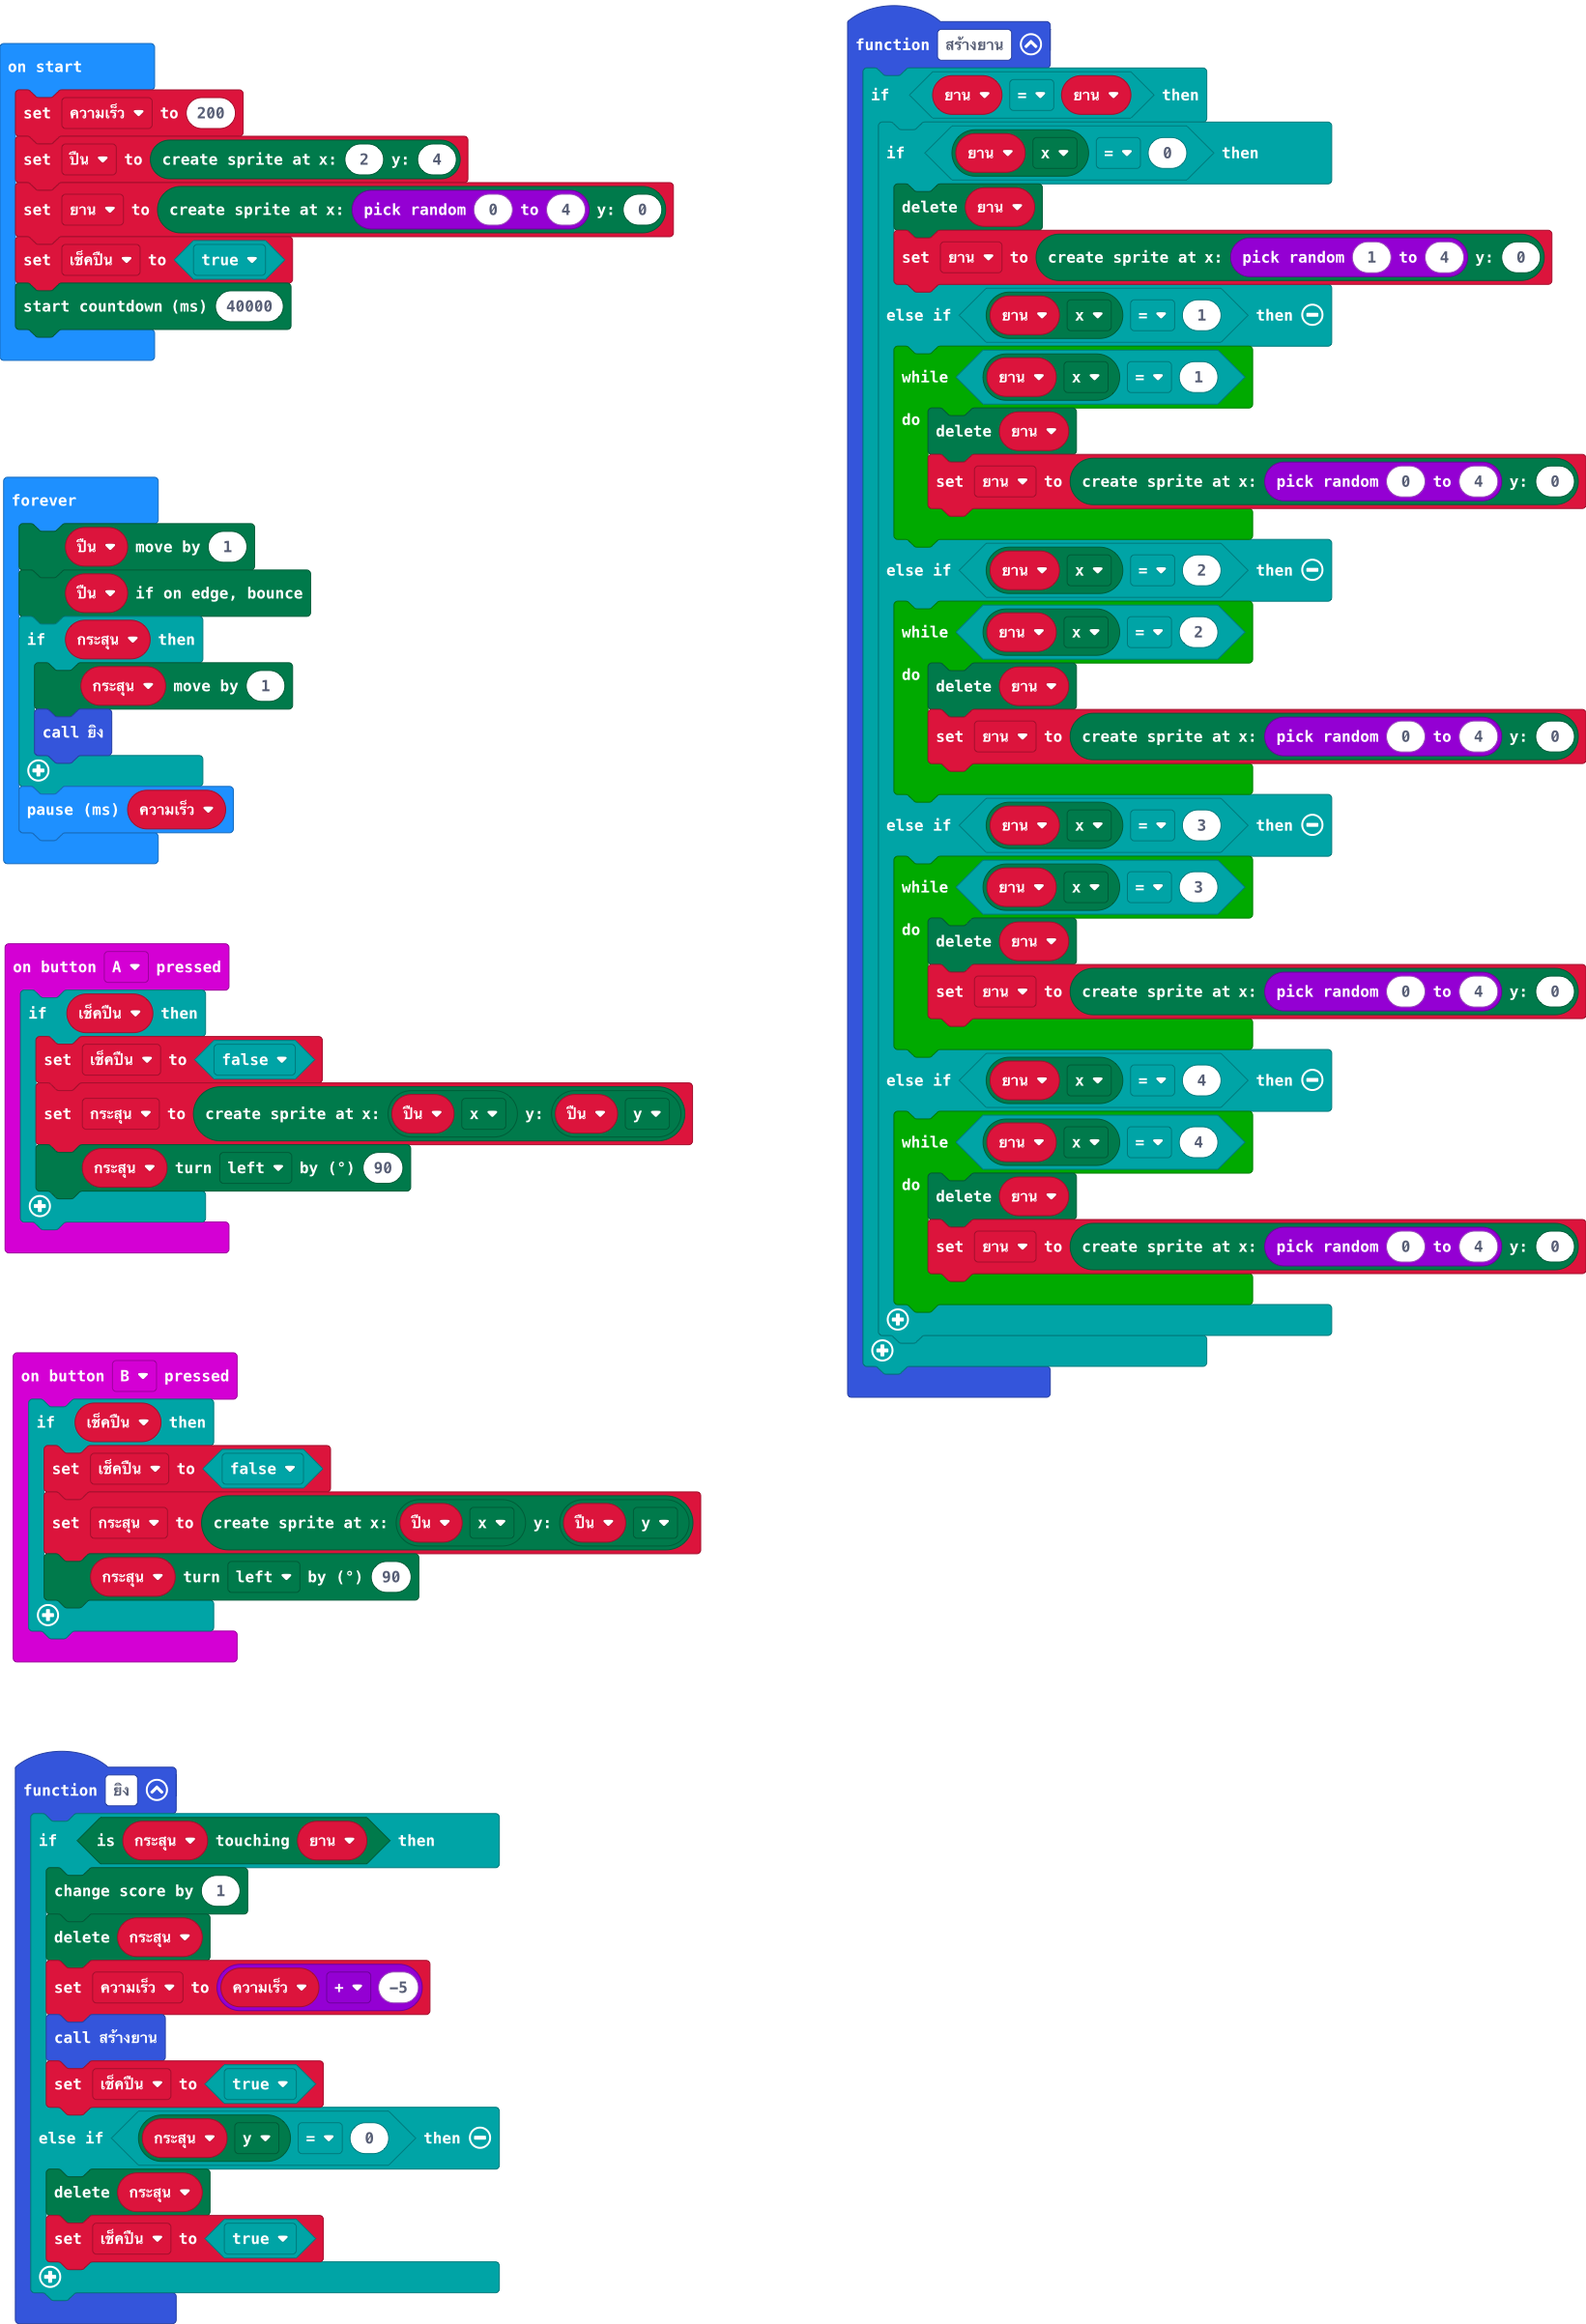 on start
set ความเร็ว to 200
set ปืน to create sprite at x: 2 y: 4
set ยาน to create sprite at x: pick random 0 to 4 y: 0
set เช็คปืน to true
start countdown (ms) 40000
forever
ปืน move by 1
ปืน if on edge, bounce
if กระสุน then
กระสุน move by 1
call ยิง
pause (ms) ความเร็ว
on button A pressed
if เช็คปืน then
set เช็คปืน to false
set กระสุน to create sprite at x: ปืน x y: ปืน y
กระสุน turn left by (°) 90
on button B pressed
if เช็คปืน then
set เช็คปืน to false
set กระสุน to create sprite at x: ปืน x y: ปืน y
กระสุน turn left by (°) 90
function ยิง
if is กระสุน touching ยาน then
change score by 1
delete กระสุน
set ความเร็ว to ความเร็ว + -5
call สร้างยาน
set เช็คปืน to true
else if กระสุน y = 0 then
delete กระสุน
set เช็คปืน to true
function สร้างยาน
if ยาน = ยาน then
if ยาน x = 0 then
delete ยาน
set ยาน to create sprite at x: pick random 1 to 4 y: 0
else if ยาน x = 1 then
while ยาน x = 1
do delete ยาน
set ยาน to create sprite at x: pick random 0 to 4 y: 0
else if ยาน x = 2 then
while ยาน x = 2
do delete ยาน
set ยาน to create sprite at x: pick random 0 to 4 y: 0
else if ยาน x = 3 then
while ยาน x = 3
do delete ยาน
set ยาน to create sprite at x: pick random 0 to 4 y: 0
else if ยาน x = 4 then
while ยาน x = 4
do delete ยาน
set ยาน to create sprite at x: pick random 0 to 4 y: 0